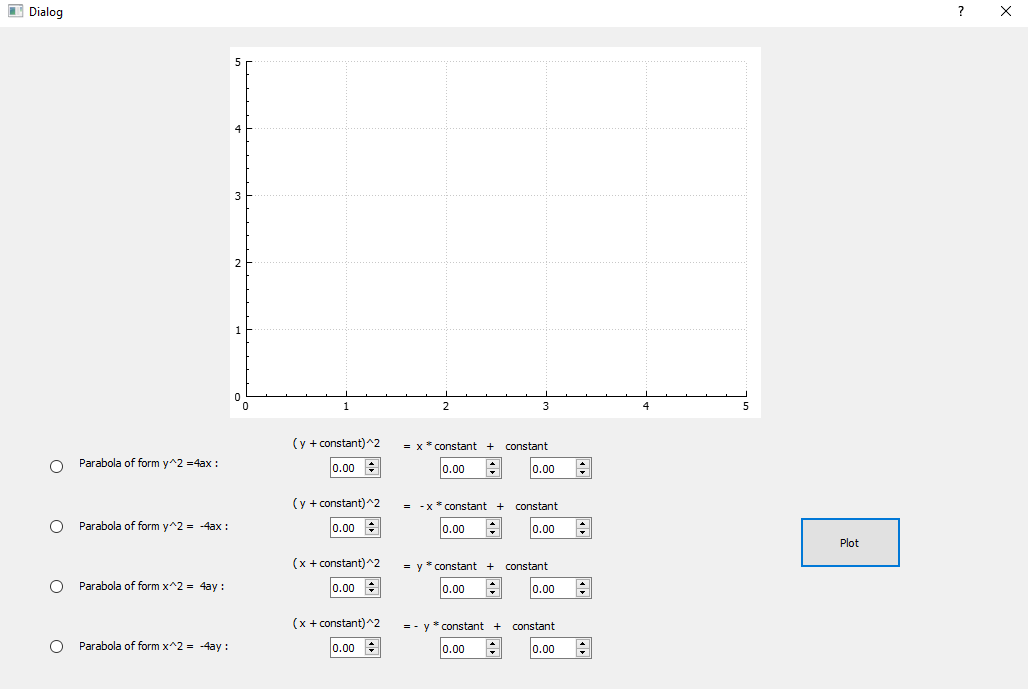 Dialog ?
5
4
3
2
1
0
0 1 2 3 4 5
( y + constant)^2 = x * constant + constant
Parabola of form y^2 =4ax :
0.00 0.00 0.00
( y + constant)^2 = - x * constant + constant
Parabola of form y^2 = -4ax :
0.00 0.00 0.00
Plot
( x + constant)^2 = y * constant + constant
Parabola of form x^2 = 4ay :
0.00 0.00 0.00
( x + constant)^2 = - y * constant + constant
Parabola of form x^2 = -4ay :
0.00 0.00 0.00